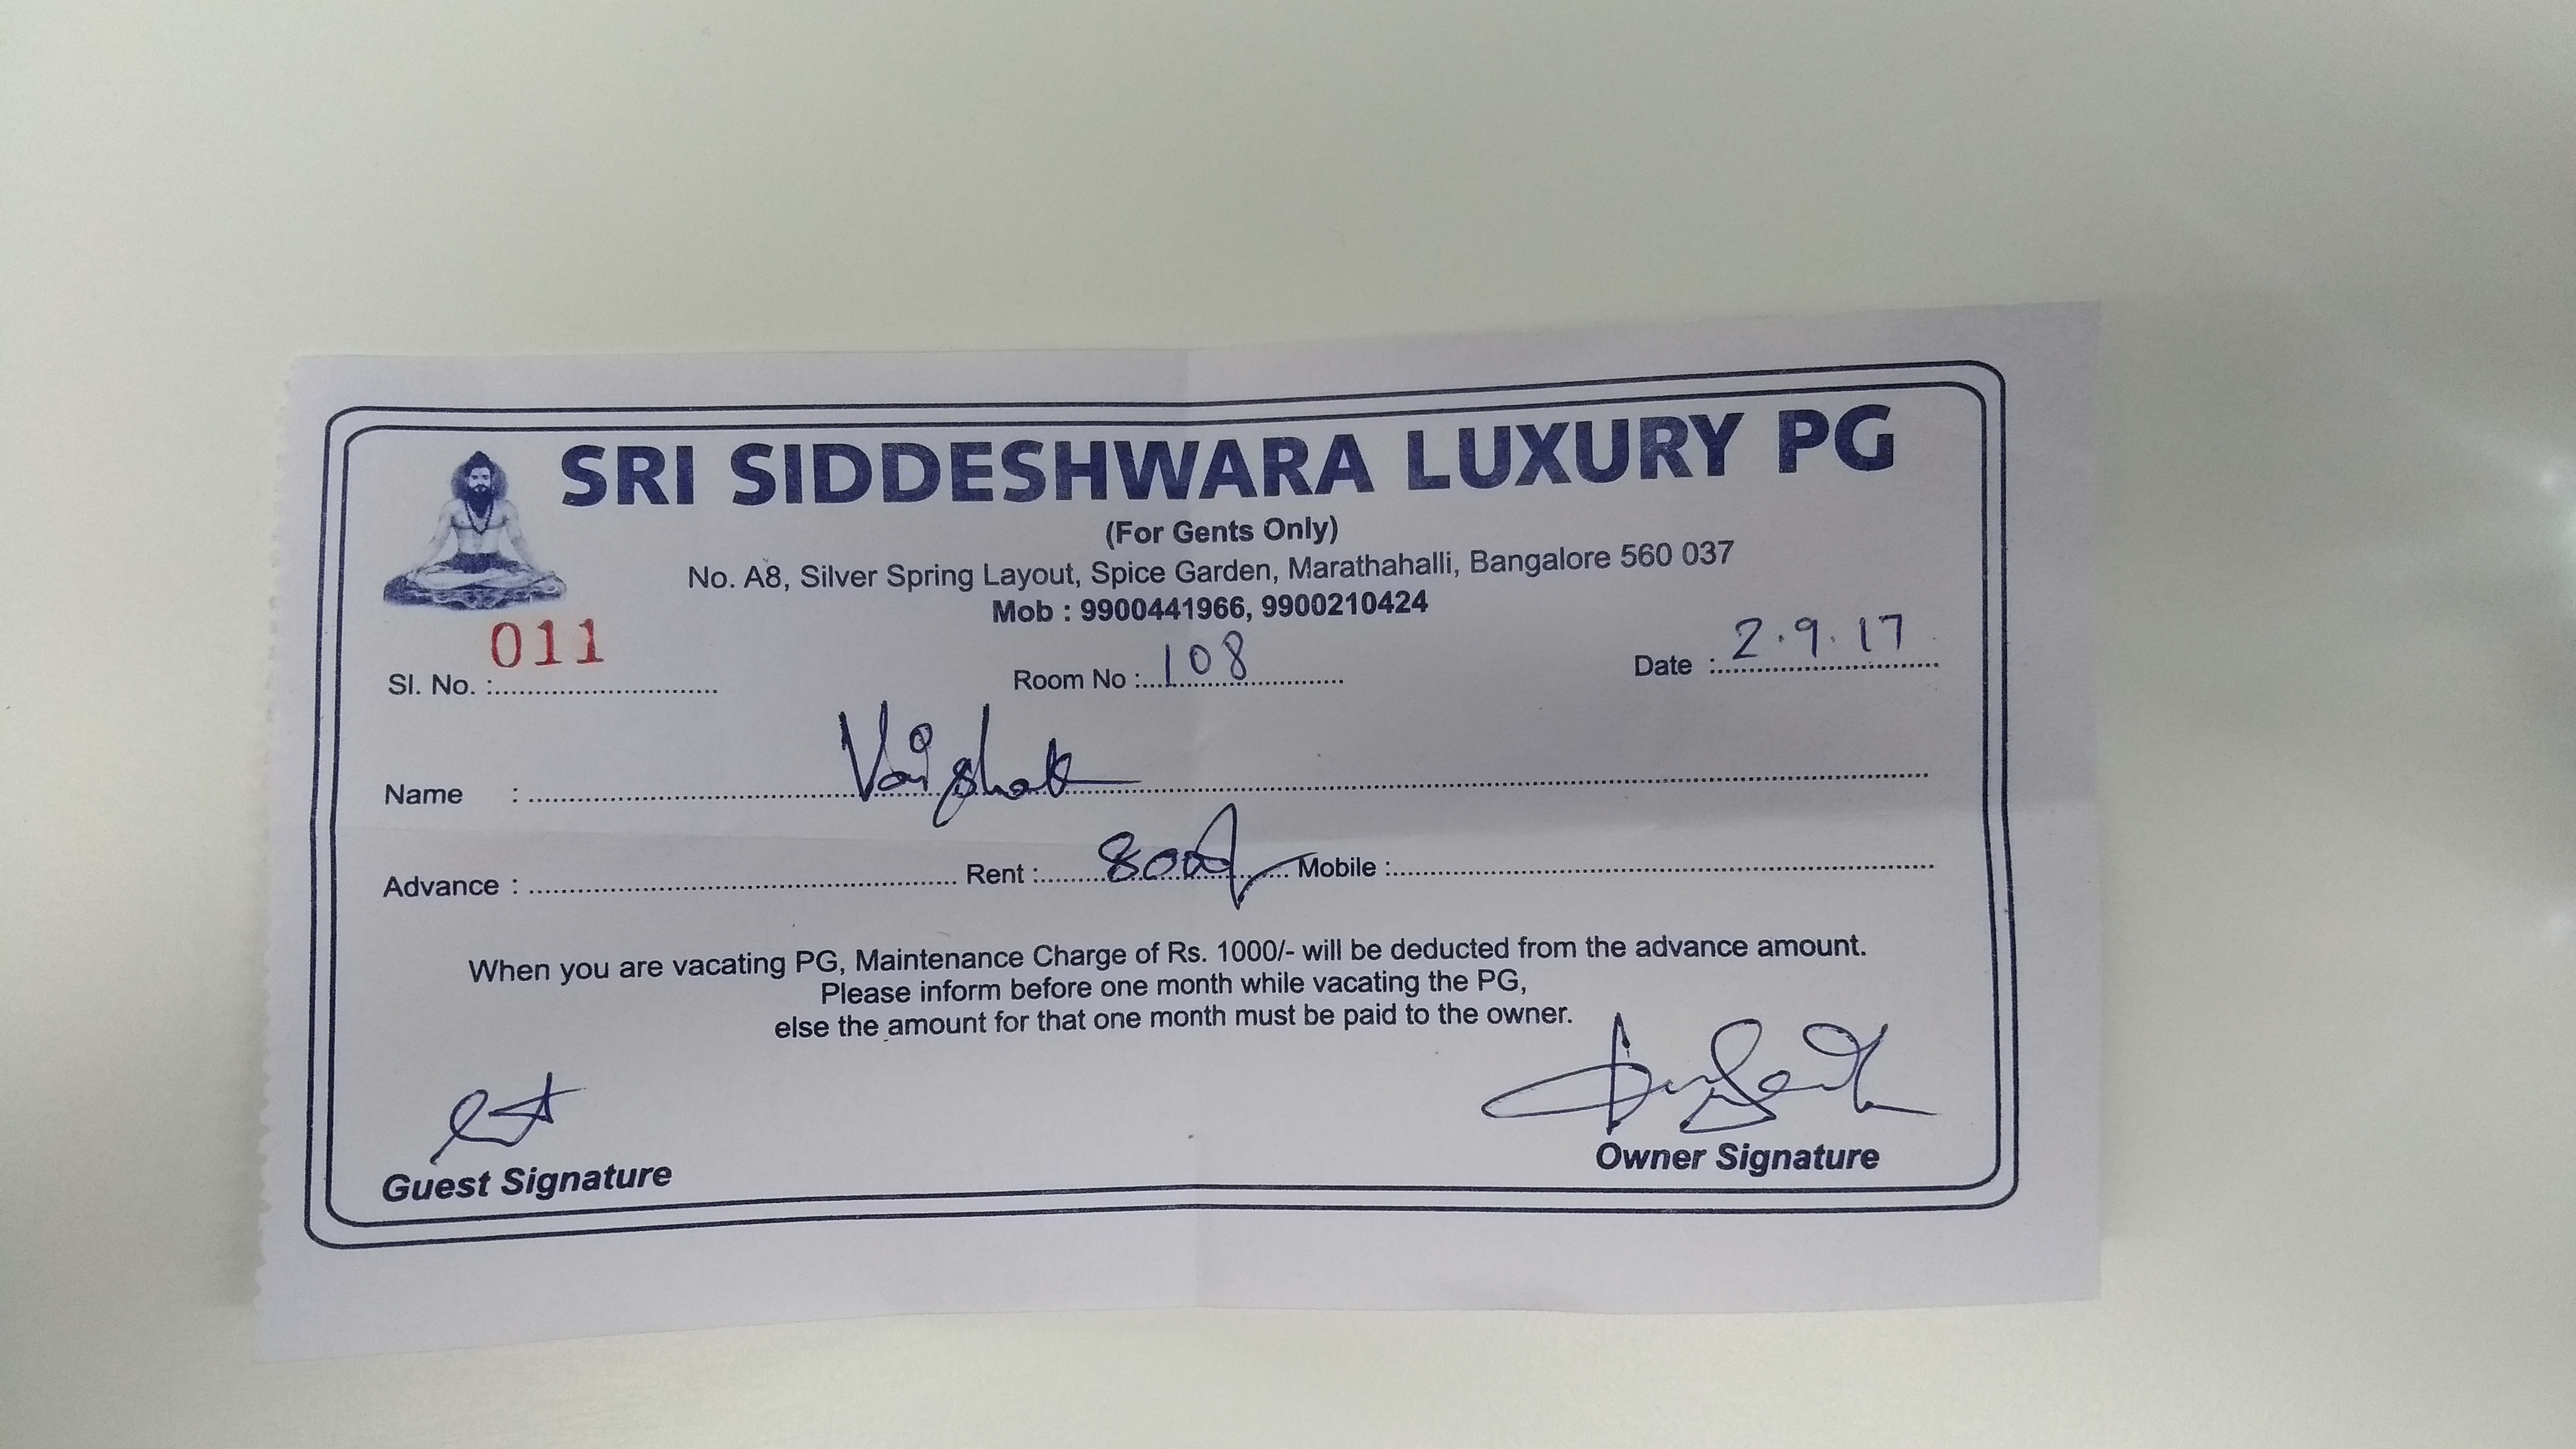 SRI SIDDESHWARA LUXURY PG
(For Gents Only)
No. A8, Silver Spring Layout, Spice Garden, Marathahalli, Bangalore 560 037
Mob : 9900441966, 9900210424
Sl. No. : 011 Room No : 108 Date : 2.9.17
Name : Vaishak
Advance : Rent : 8000/- Mobile :
When you are vacating PG, Maintenance Charge of Rs. 1000/- will be deducted from the advance amount.
Please inform before one month while vacating the PG,
else the amount for that one month must be paid to the owner.
Guest Signature Owner Signature